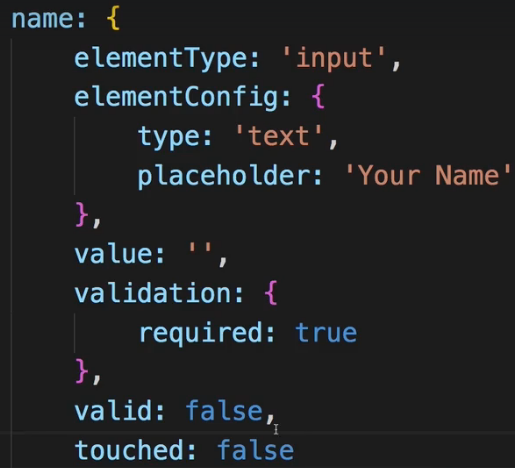 name: {
elementType: 'input',
elementConfig: {
type: 'text',
placeholder: 'Your Name'
},
value: '',
validation: {
required: true
},
valid: false,
touched: false